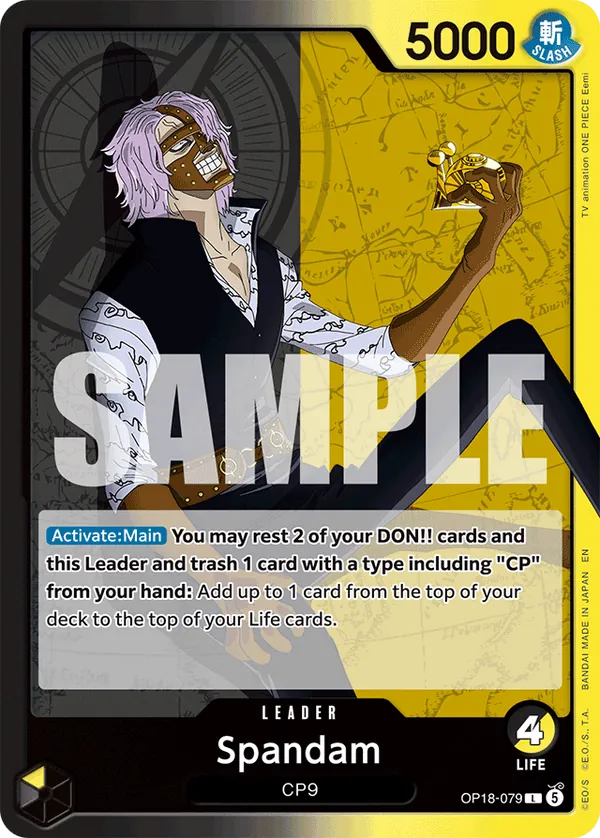 5000
斬
SLASH
TV animation ONE PIECE Eemi
SAMPLE
Activate:Main You may rest 2 of your DON!! cards and
this Leader and trash 1 card with a type including "CP"
from your hand: Add up to 1 card from the top of your
deck to the top of your Life cards.
©E.O/S ©E.O./S., T.A. BANDAI MADE IN JAPAN EN
LEADER
Spandam
CP9
4
LIFE
OP18-079 L 5